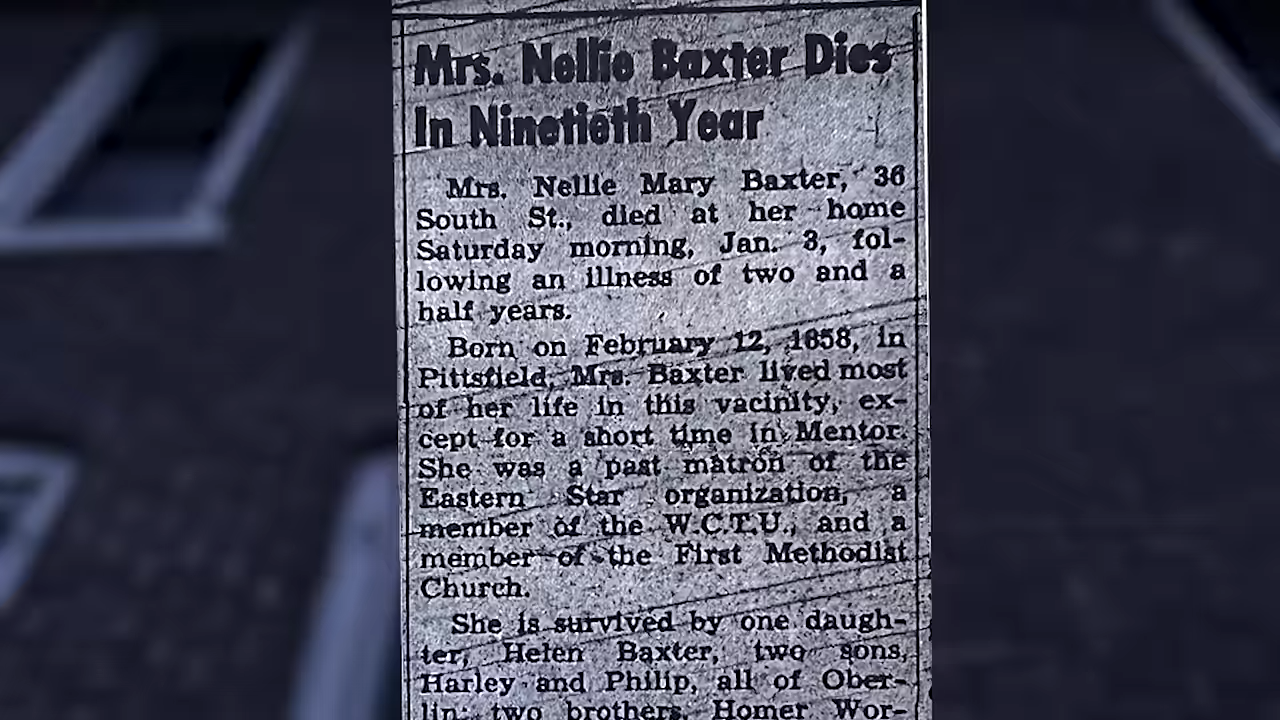 Mrs. Nellie Baxter Dies
In Ninetieth Year
Mrs. Nellie Mary Baxter, 36
South St., died at her home
Saturday morning, Jan. 3, fol-
lowing an illness of two and a
half years.
Born on February 12, 1858, in
Pittsfield, Mrs. Baxter lived most
of her life in this vacinity, ex-
cept for a short time in Mentor.
She was a past matron of the
Eastern Star organization, a
member of the W.C.T.U., and a
member of the First Methodist
Church.
She is survived by one daugh-
ter, Helen Baxter, two sons,
Harley and Philip, all of Ober-
lin; two brothers, Homer Wor-